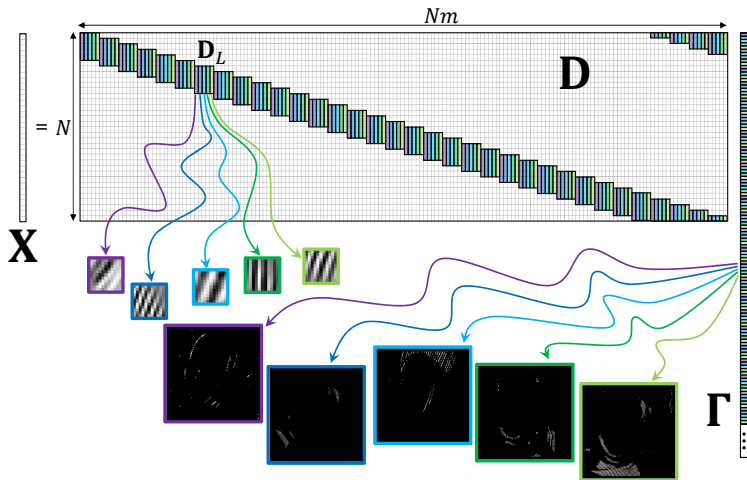 Nm
D_L
D
= N
X
Γ
⋮